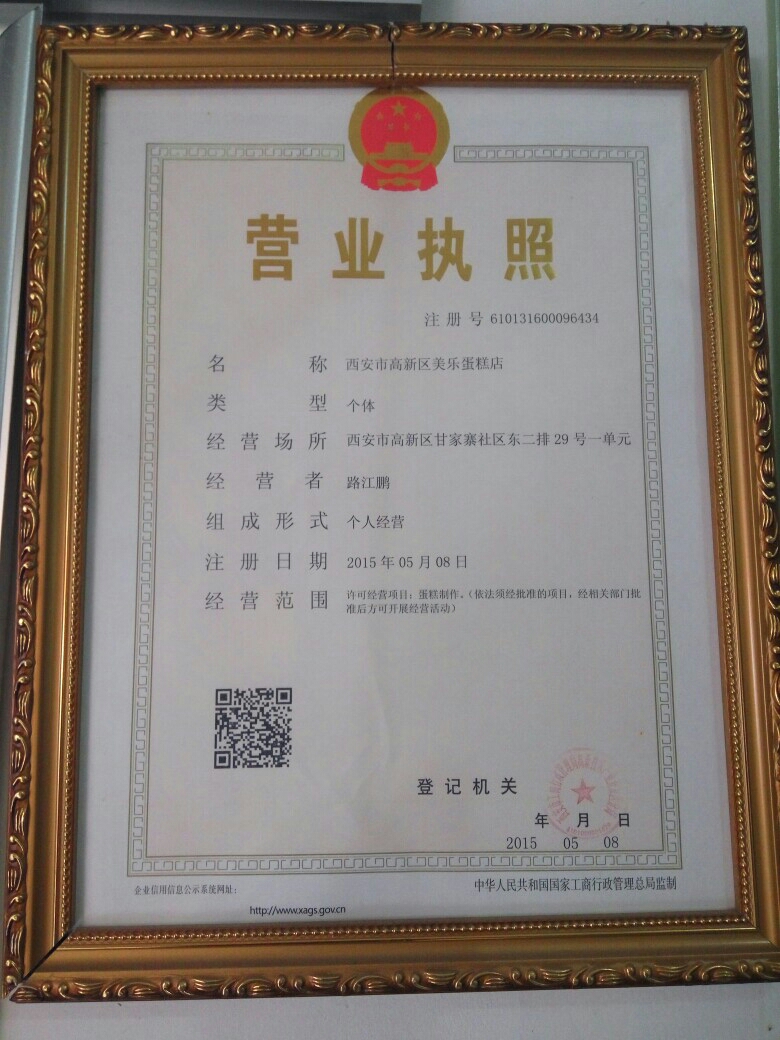 营业执照
注册号 610131600096434
名称 西安市高新区美乐蛋糕店
类型 个体
经营场所 西安市高新区甘家寨社区东二排29号一单元
经营者 路江鹏
组成形式 个人经营
注册日期 2015年05月08日
经营范围 许可经营项目：蛋糕制作。（依法须经批准的项目，经相关部门批
准后方可开展经营活动）
登记机关
年 月 日
2015 05 08
企业信用信息公示系统网址：
http://www.xags.gov.cn
中华人民共和国国家工商行政管理总局监制